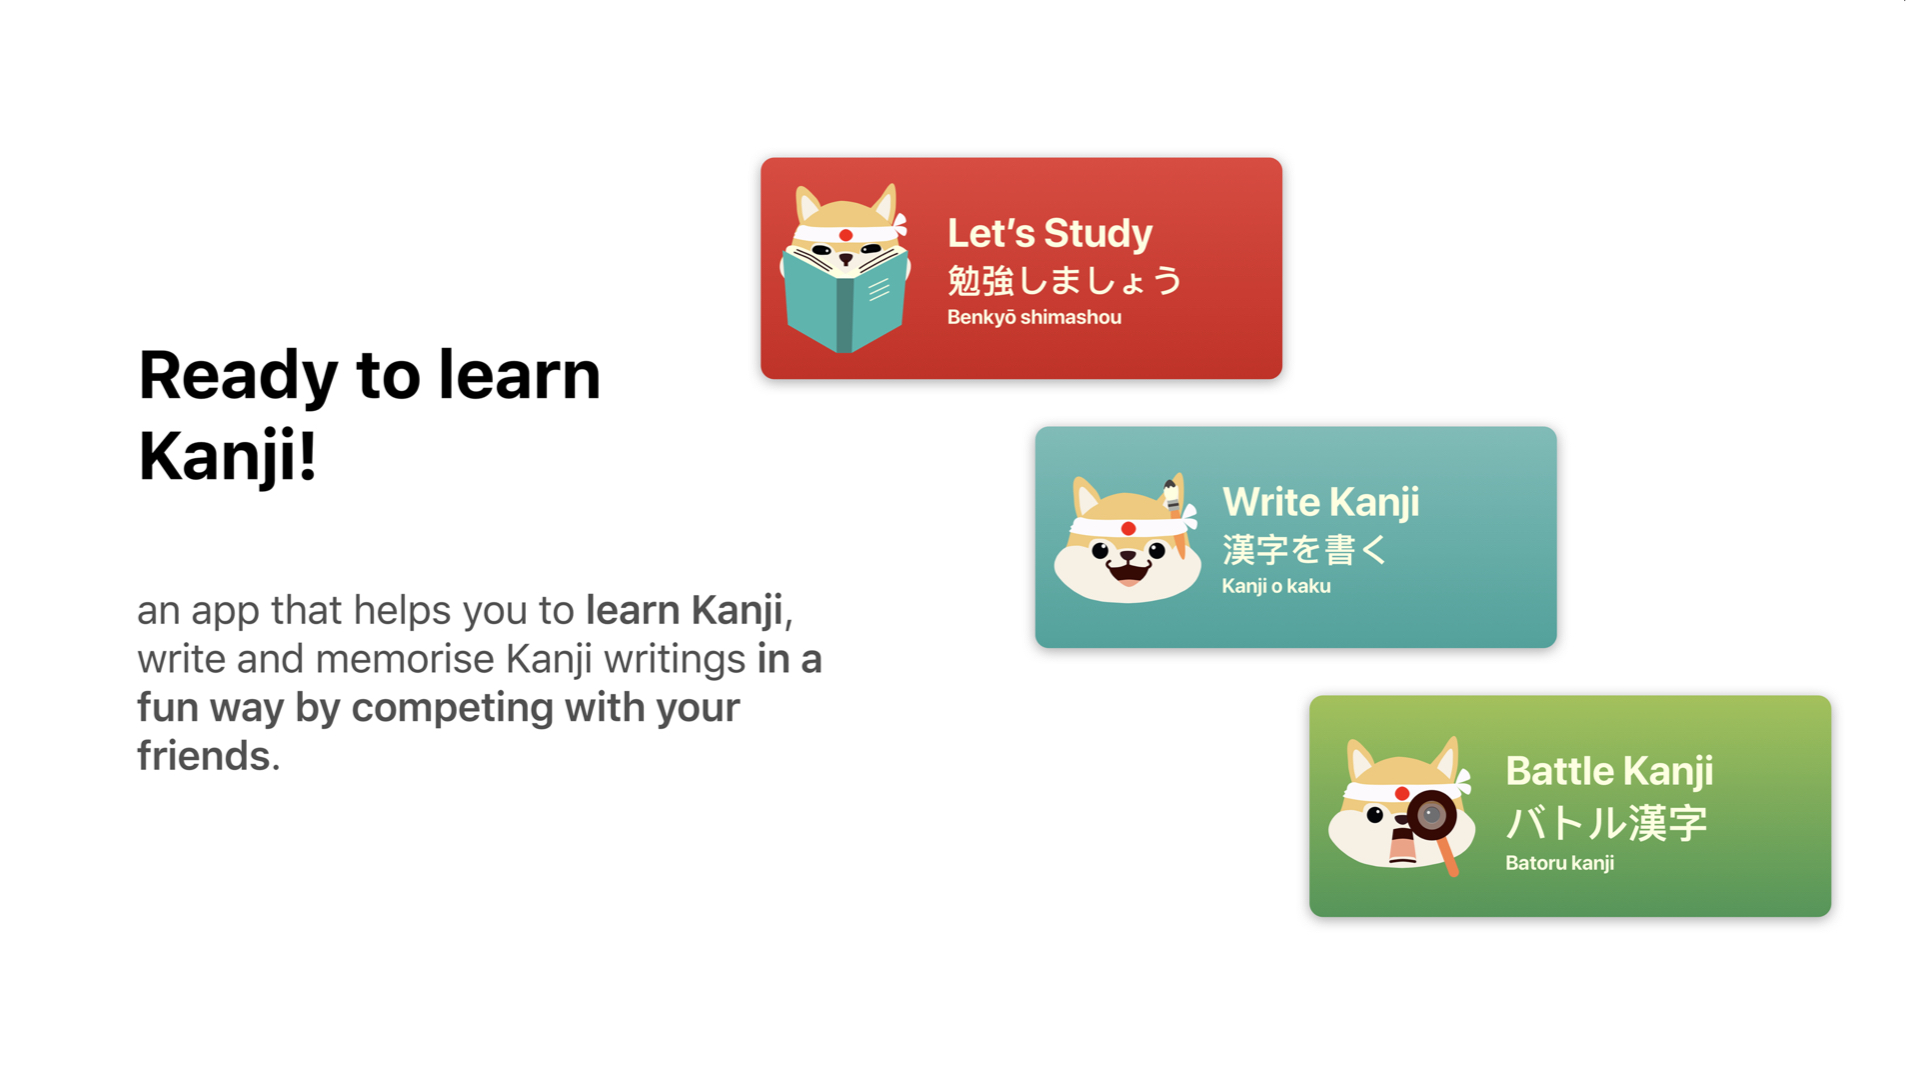 Ready to learn
Kanji!
an app that helps you to learn Kanji,
write and memorise Kanji writings in a
fun way by competing with your
friends.
Let’s Study
勉強しましょう
Benkyō shimashou
Write Kanji
漢字を書く
Kanji o kaku
Battle Kanji
バトル漢字
Batoru kanji